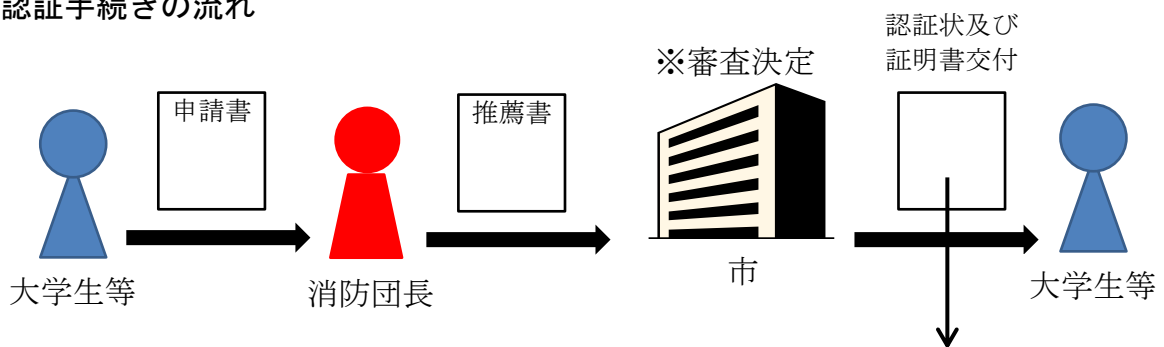 認証手続きの流れ
認証状及び
証明書交付
※審査決定
申請書
推薦書
大学生等
消防団長
市
大学生等